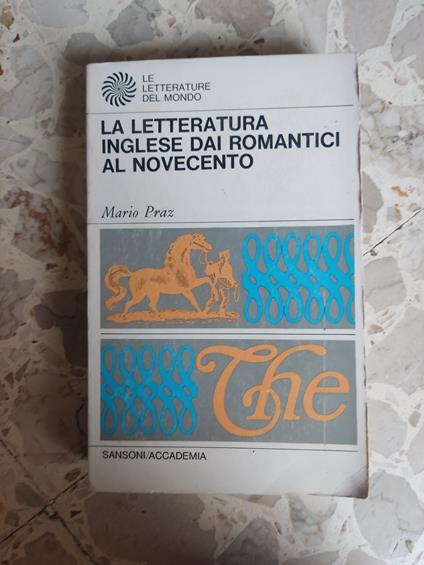 LE
LETTERATURE
DEL MONDO
LA LETTERATURA
INGLESE DAI ROMANTICI
AL NOVECENTO
Mario Praz
The
SANSONI/ACCADEMIA